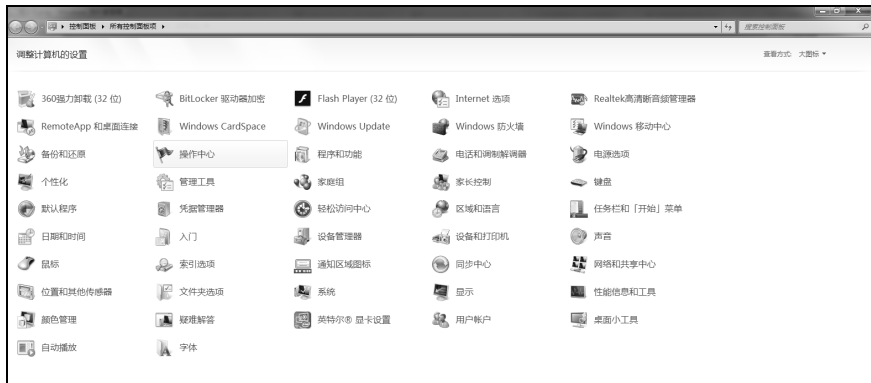 控制面板 ▸ 所有控制面板项 ▸ 搜索控制面板
调整计算机的设置 查看方式: 大图标 ▾
360强力卸载 (32 位) BitLocker 驱动器加密 Flash Player (32 位) Internet 选项 Realtek高清晰音频管理器
RemoteApp 和桌面连接 Windows CardSpace Windows Update Windows 防火墙 Windows 移动中心
备份和还原 操作中心 程序和功能 电话和调制解调器 电源选项
个性化 管理工具 家庭组 家长控制 键盘
默认程序 凭据管理器 轻松访问中心 区域和语言 任务栏和「开始」菜单
日期和时间 入门 设备管理器 设备和打印机 声音
鼠标 索引选项 通知区域图标 同步中心 网络和共享中心
位置和其他传感器 文件夹选项 系统 显示 性能信息和工具
颜色管理 疑难解答 英特尔® 显卡设置 用户帐户 桌面小工具
自动播放 字体